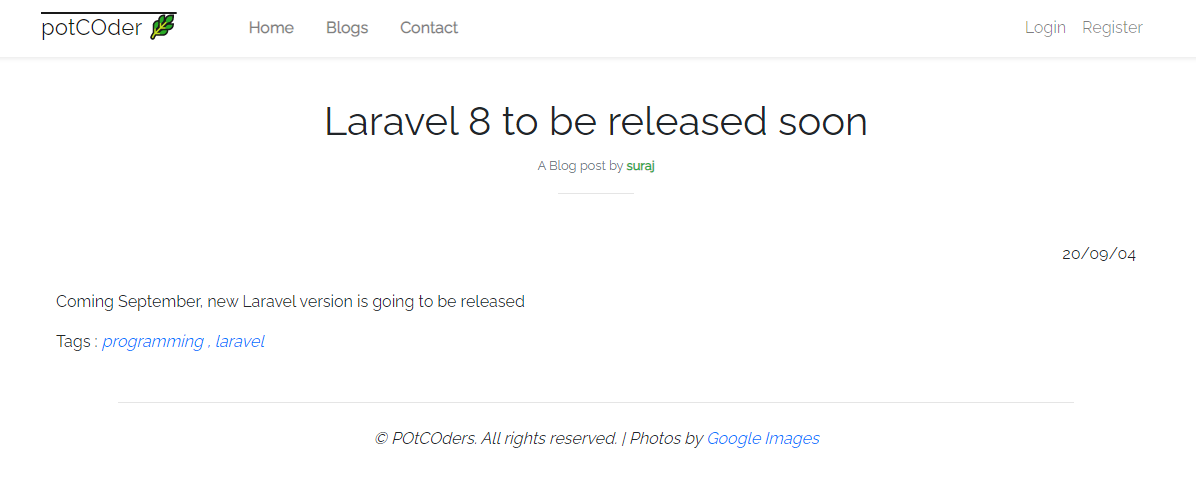 potCOder
Home Blogs Contact
Login Register
Laravel 8 to be released soon
A Blog post by suraj
20/09/04
Coming September, new Laravel version is going to be released
Tags : programming , laravel
© POtCOders. All rights reserved. | Photos by Google Images